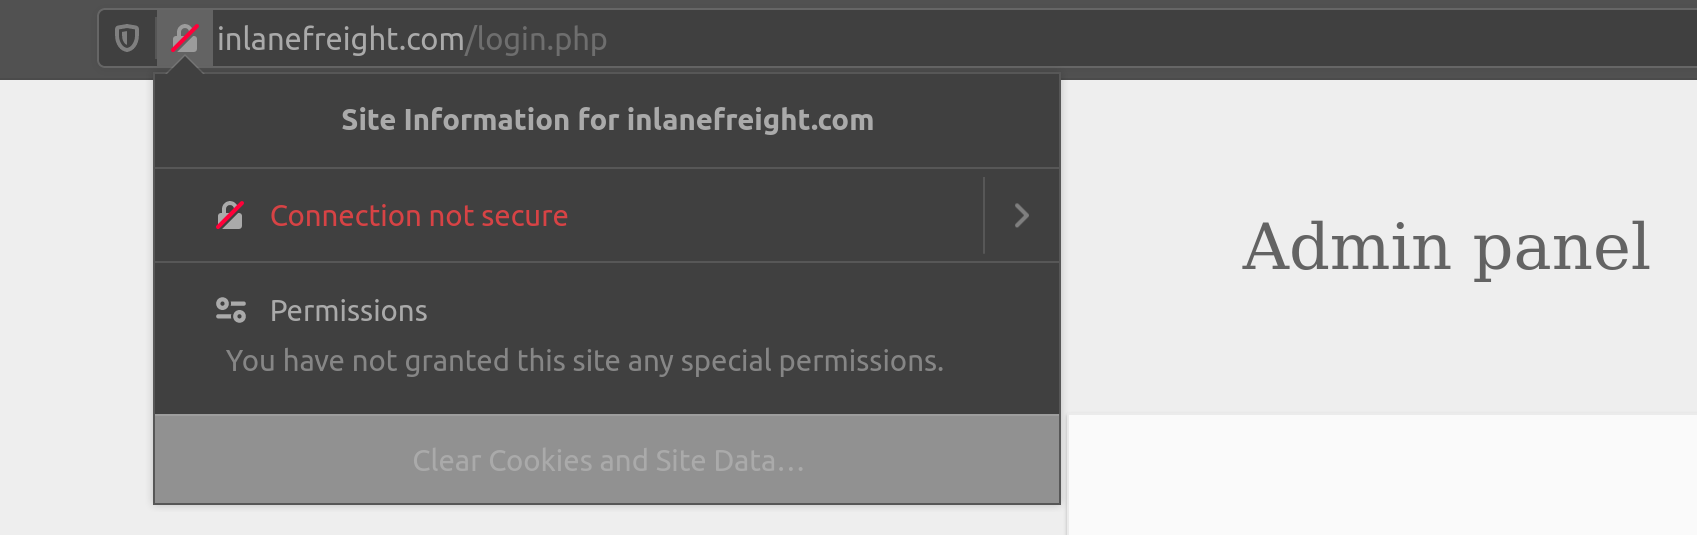 inlanefreight.com/login.php
Site Information for inlanefreight.com
Connection not secure
Admin panel
Permissions
You have not granted this site any special permissions.
Clear Cookies and Site Data...